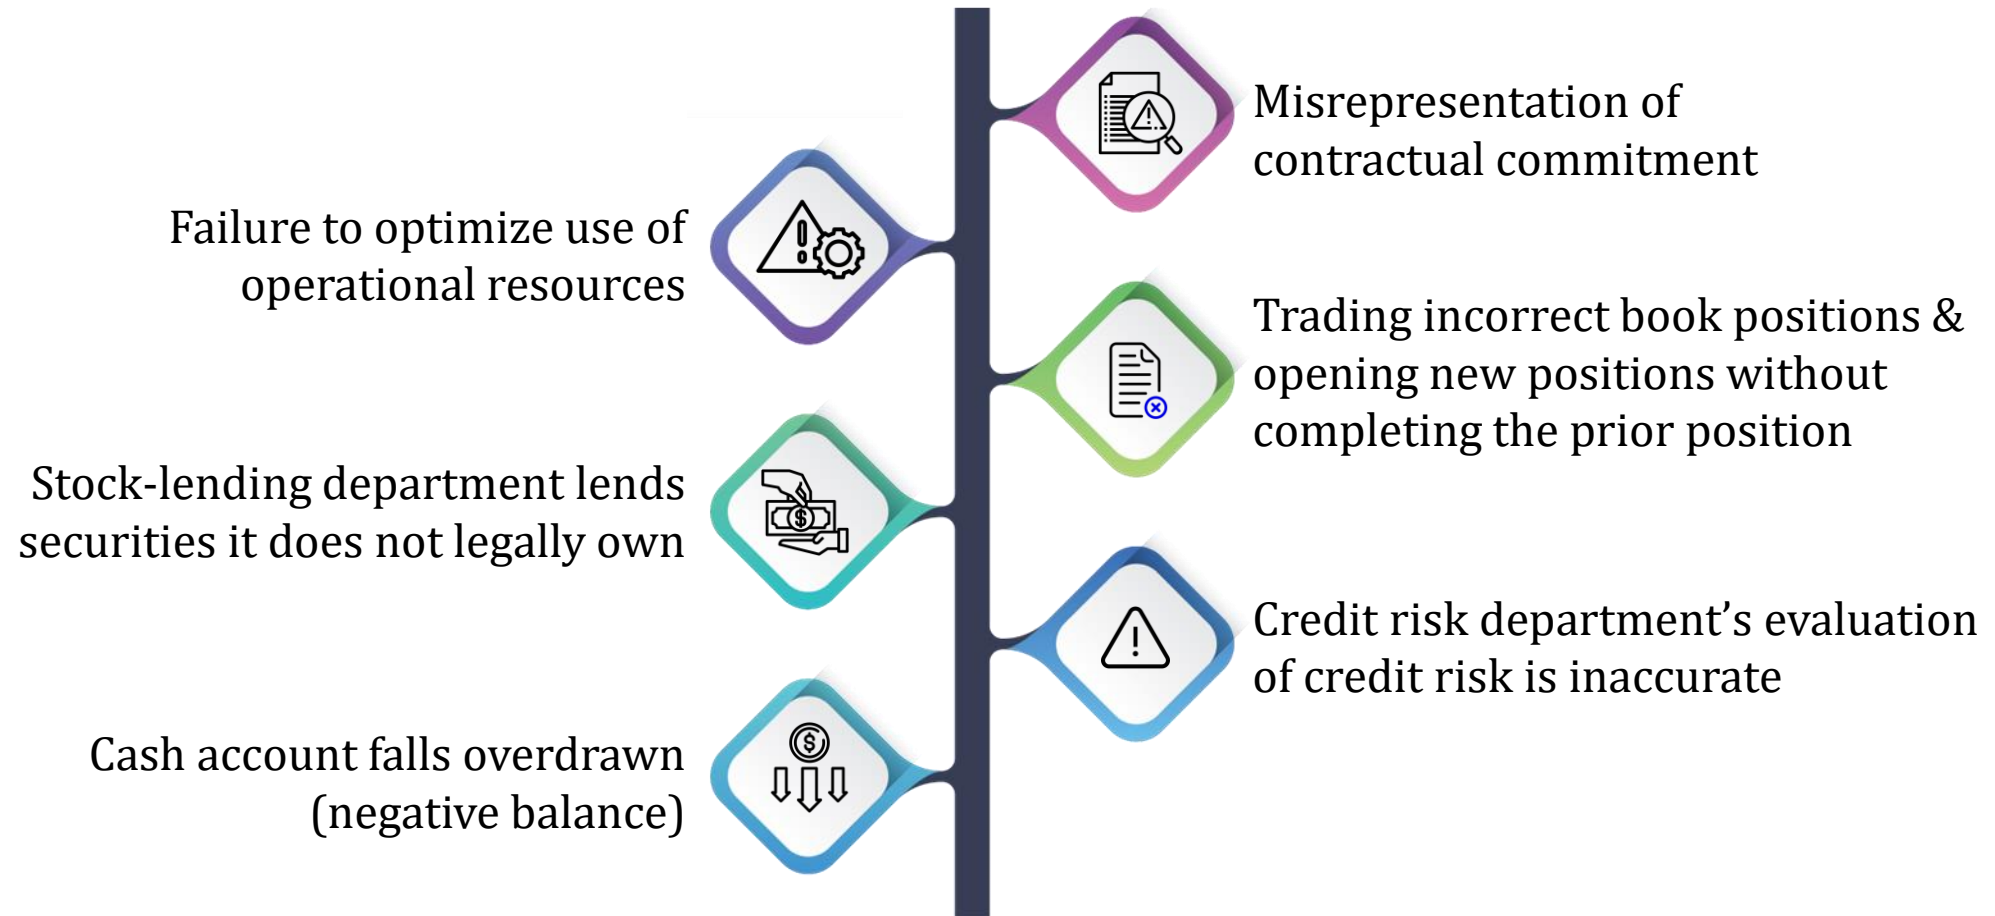 Misrepresentation of
contractual commitment
Failure to optimize use of
operational resources
Trading incorrect book positions &
opening new positions without
completing the prior position
Stock-lending department lends
securities it does not legally own
Credit risk department’s evaluation
of credit risk is inaccurate
Cash account falls overdrawn
(negative balance)